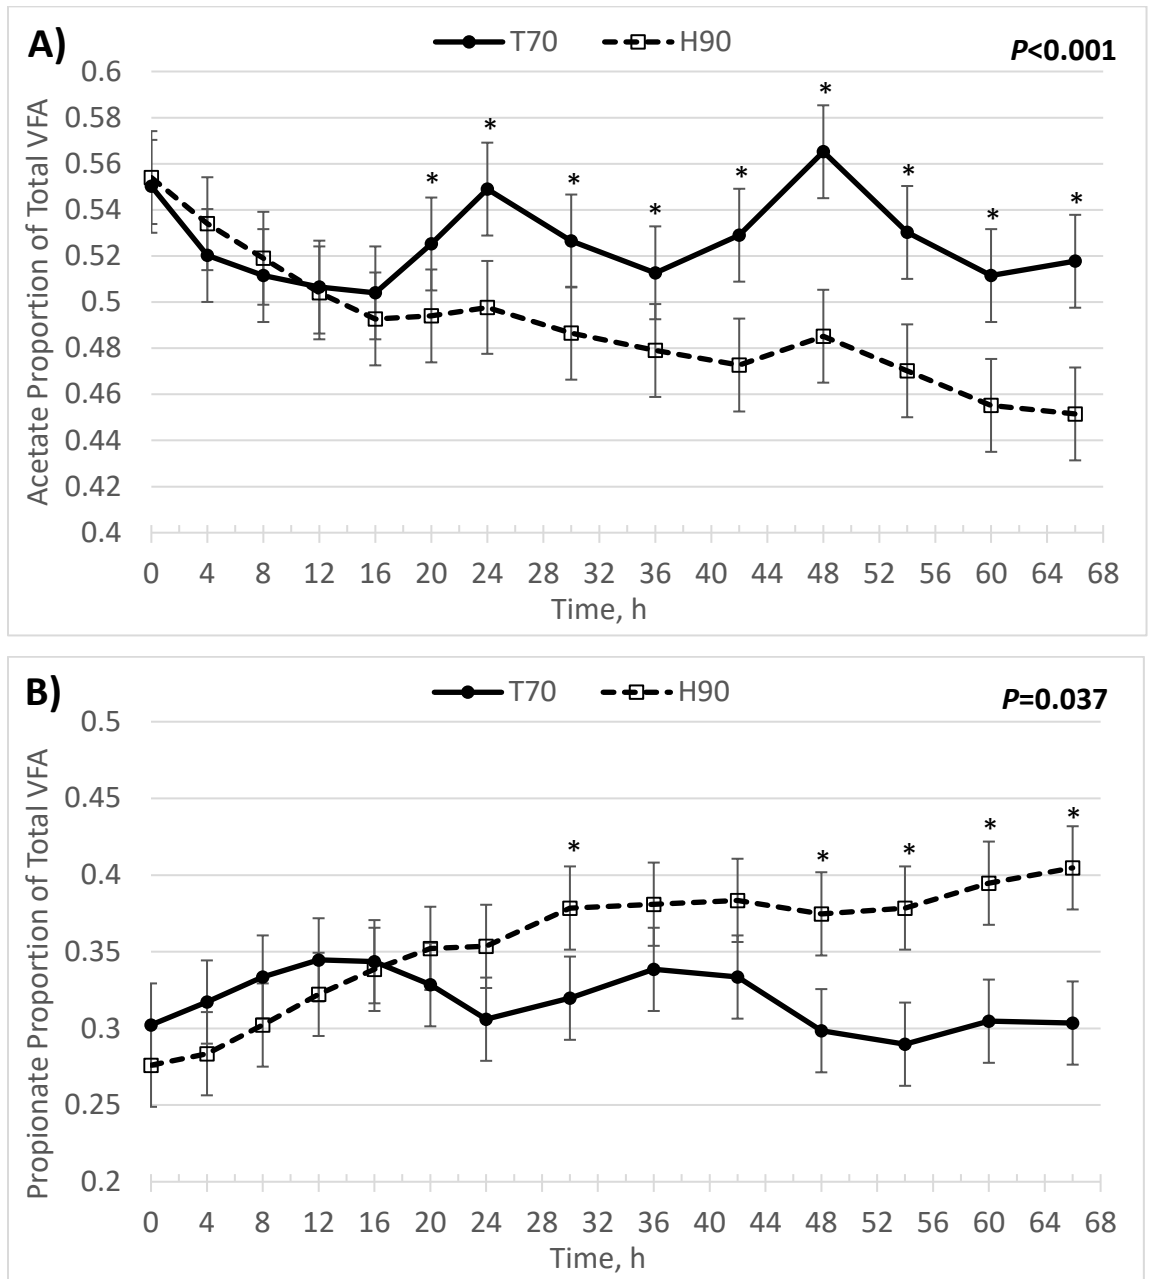 A)
T70 H90
P<0.001
Acetate Proportion of Total VFA
0.6
0.58
0.56
0.54
0.52
0.5
0.48
0.46
0.44
0.42
0.4
* * * * * * * * *
0 4 8 12 16 20 24 28 32 36 40 44 48 52 56 60 64 68
Time, h
B)
T70 H90
P=0.037
Propionate Proportion of Total VFA
0.5
0.45
0.4
0.35
0.3
0.25
0.2
* * * * *
0 4 8 12 16 20 24 28 32 36 40 44 48 52 56 60 64 68
Time, h